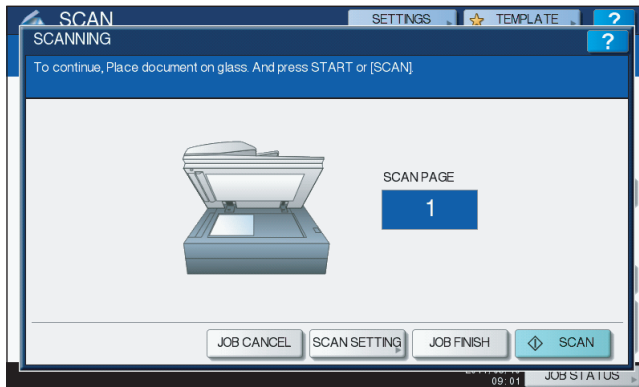 SCAN
SETTINGS
TEMPLATE
?
SCANNING
?
To continue, Place document on glass. And press START or [SCAN].
SCAN PAGE
1
JOB CANCEL
SCAN SETTING
JOB FINISH
SCAN
09:01
JOB STATUS